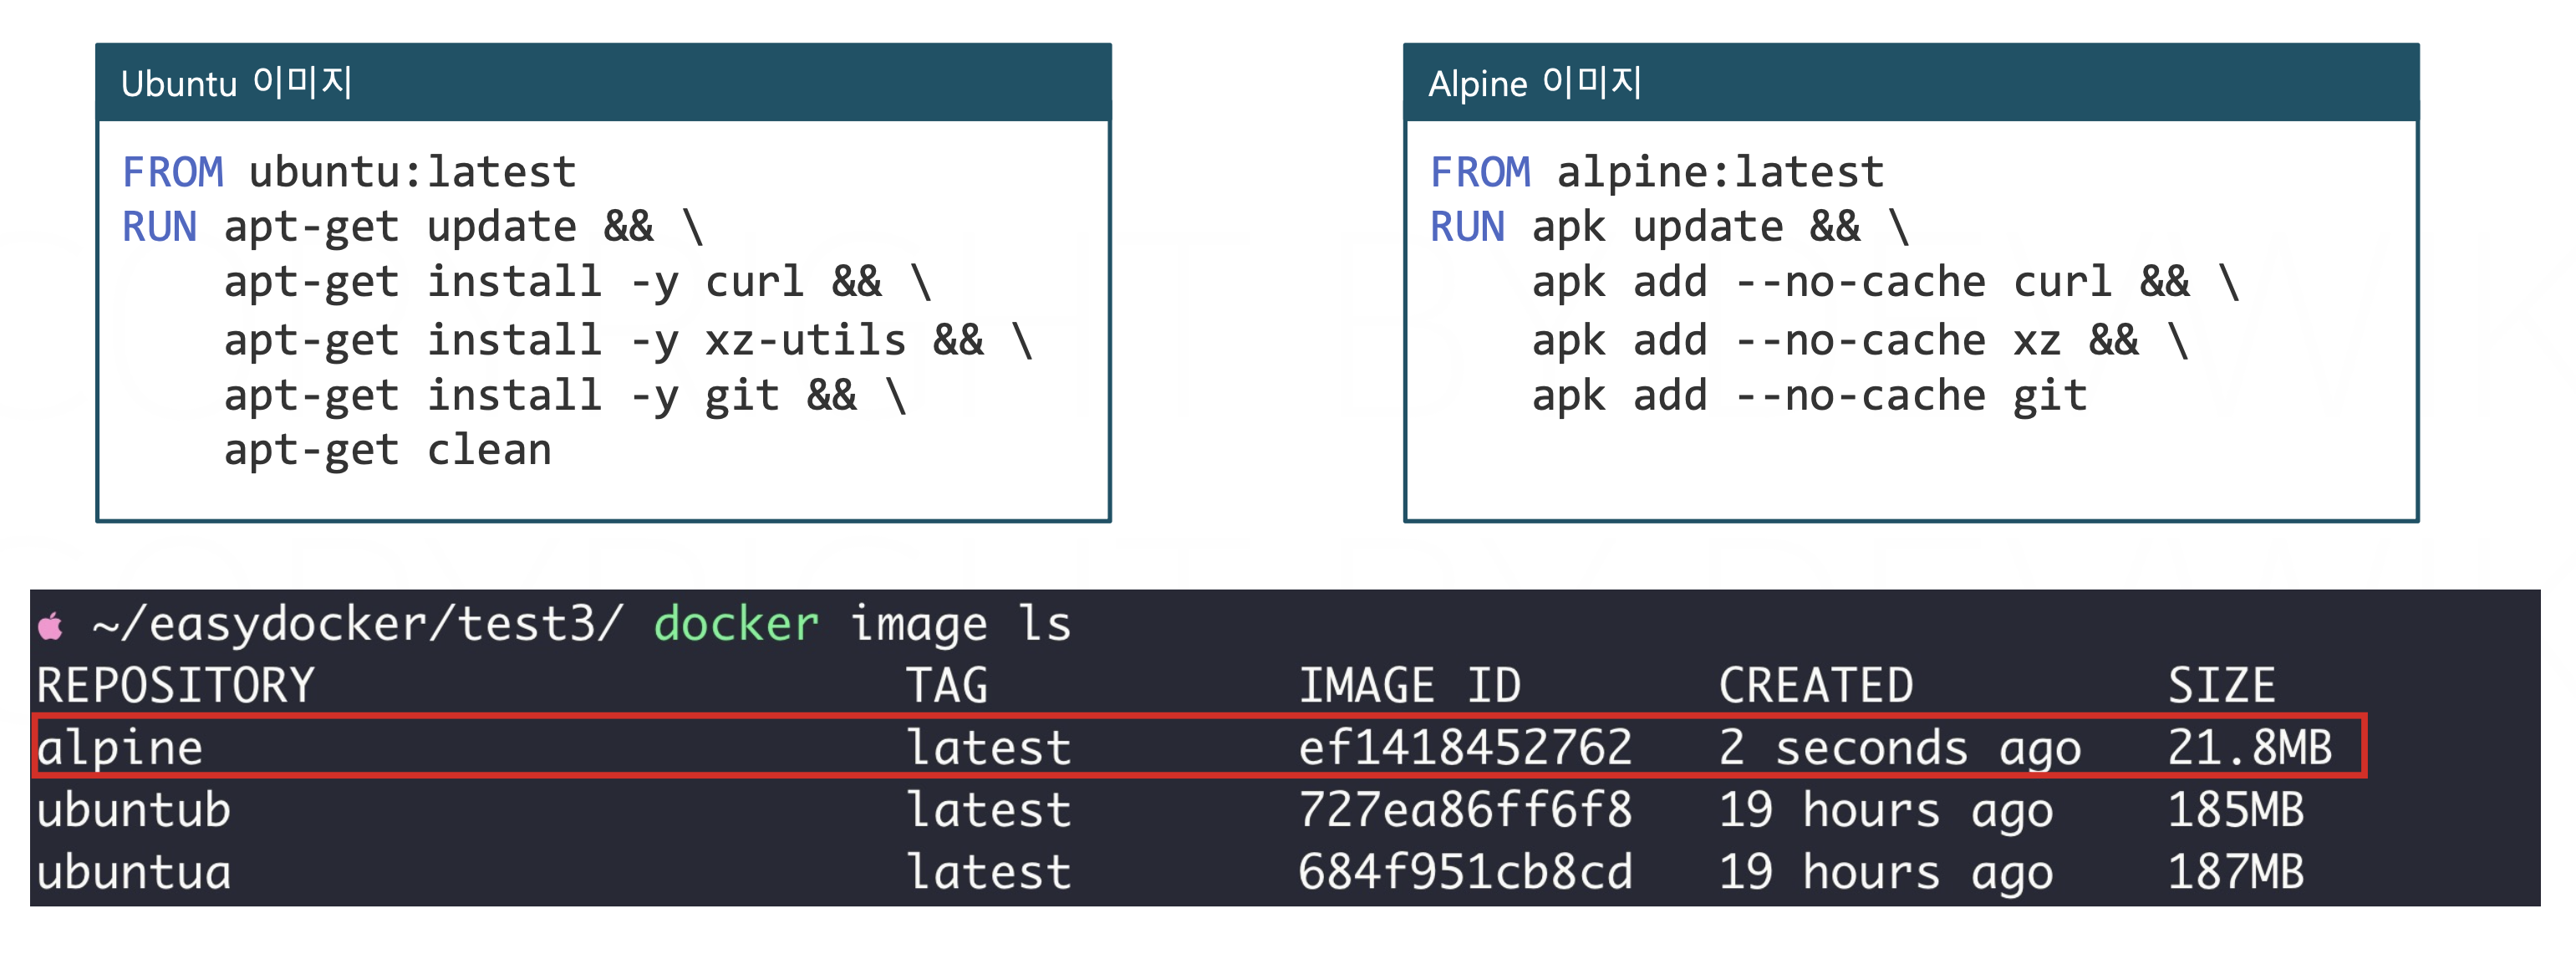 Ubuntu 이미지
FROM ubuntu:latest
RUN apt-get update && \
apt-get install -y curl && \
apt-get install -y xz-utils && \
apt-get install -y git && \
apt-get clean
Alpine 이미지
FROM alpine:latest
RUN apk update && \
apk add --no-cache curl && \
apk add --no-cache xz && \
apk add --no-cache git
~/easydocker/test3/ docker image ls
REPOSITORY TAG IMAGE ID CREATED SIZE
alpine latest ef1418452762 2 seconds ago 21.8MB
ubuntub latest 727ea86ff6f8 19 hours ago 185MB
ubuntua latest 684f951cb8cd 19 hours ago 187MB